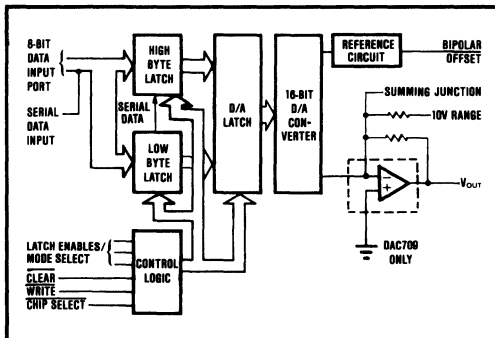 8-BIT
DATA
INPUT
PORT
SERIAL
DATA
INPUT
HIGH
BYTE
LATCH
SERIAL
DATA
LOW
BYTE
LATCH
D/A
LATCH
16-BIT
D/A
CON-
VERTER
REFERENCE
CIRCUIT
BIPOLAR
OFFSET
SUMMING JUNCTION
10V RANGE
−
+
VOUT
DAC709
ONLY
LATCH ENABLES/
MODE SELECT
CLEAR
WRITE
CHIP SELECT
CONTROL
LOGIC